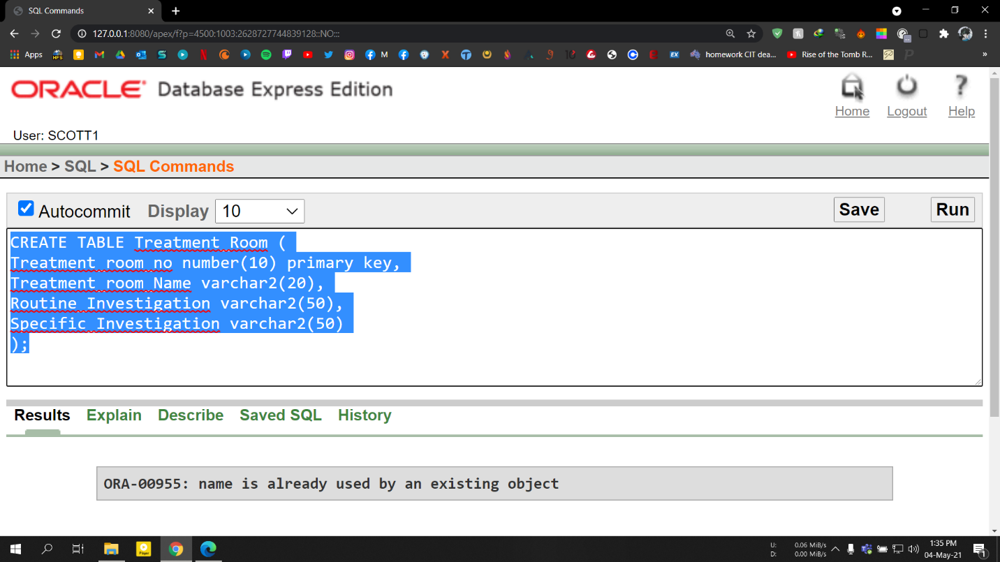 SQL Commands
127.0.0.1:8080/apex/f?p=4500:1003:2628727744839128::NO:::
Apps
M
homework CIT dea...
Rise of the Tomb R...
»
ORACLE® Database Express Edition
Home
Logout
Help
User: SCOTT1
Home > SQL > SQL Commands
Autocommit Display 10
Save
Run
CREATE TABLE Treatment_Room (
Treatment_room_no number(10) primary key,
Treatment_room_Name varchar2(20),
Routine_Investigation varchar2(50),
Specific_Investigation varchar2(50)
);
Results Explain Describe Saved SQL History
ORA-00955: name is already used by an existing object
U: 0.06 MiB/s
D: 0.00 MiB/s
1:35 PM
04-May-21
1